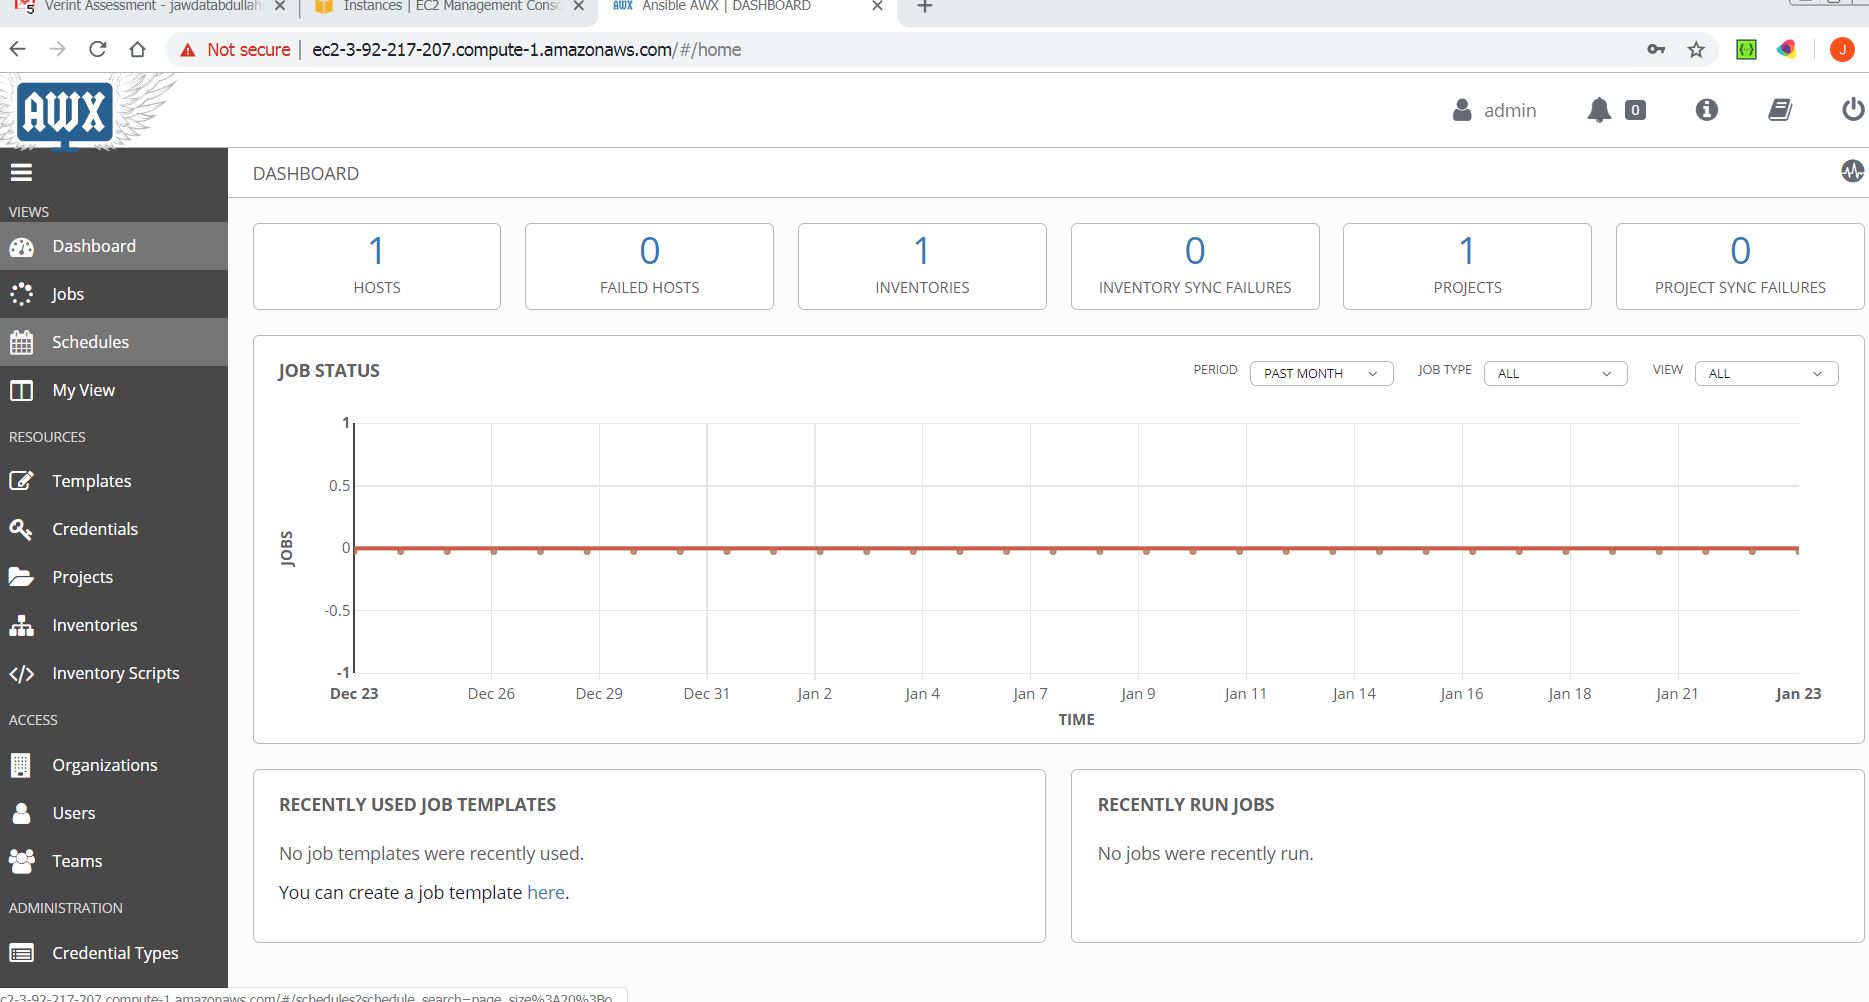 5 Verint Assessment - jawdatabdullah
Instances | EC2 Management Conso
AWX Ansible AWX | DASHBOARD
Not secure | ec2-3-92-217-207.compute-1.amazonaws.com/#/home
J
AWX
admin
0
DASHBOARD
VIEWS
Dashboard
Jobs
Schedules
My View
RESOURCES
Templates
Credentials
Projects
Inventories
Inventory Scripts
ACCESS
Organizations
Users
Teams
ADMINISTRATION
Credential Types
1
HOSTS
0
FAILED HOSTS
1
INVENTORIES
0
INVENTORY SYNC FAILURES
1
PROJECTS
0
PROJECT SYNC FAILURES
JOB STATUS
PERIOD PAST MONTH JOB TYPE ALL VIEW ALL
JOBS
1
0.5
0
-0.5
-1
Dec 23 Dec 26 Dec 29 Dec 31 Jan 2 Jan 4 Jan 7 Jan 9 Jan 11 Jan 14 Jan 16 Jan 18 Jan 21 Jan 23
TIME
RECENTLY USED JOB TEMPLATES
No job templates were recently used.
You can create a job template here.
RECENTLY RUN JOBS
No jobs were recently run.
c2-3-92-217-207.compute-1.amazonaws.com/#/schedules?schedule_search=page_size%3A20%3Bo